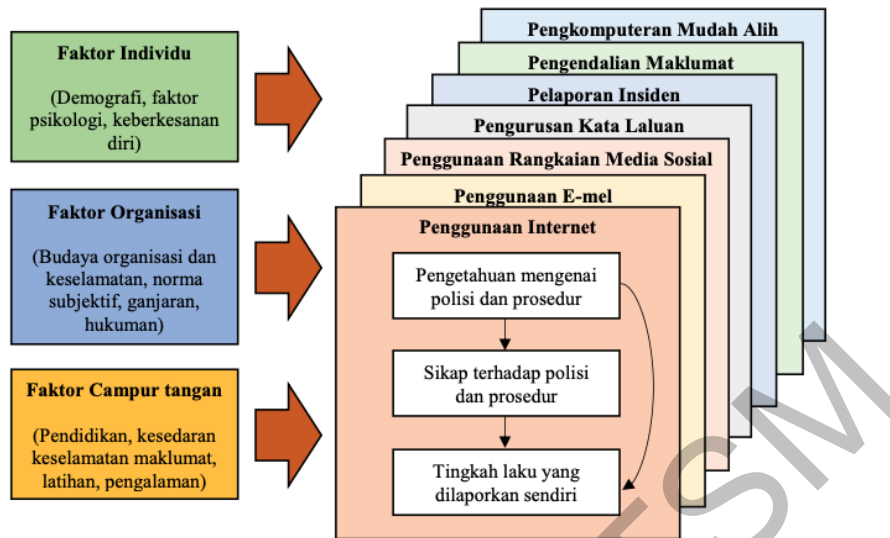 Faktor Individu
(Demografi, faktor
psikologi, keberkesanan
diri)
Faktor Organisasi
(Budaya organisasi dan
keselamatan, norma
subjektif, ganjaran,
hukuman)
Faktor Campur tangan
(Pendidikan, kesedaran
keselamatan maklumat,
latihan, pengalaman)
Pengkomputeran Mudah Alih
Pengendalian Maklumat
Pelaporan Insiden
Pengurusan Kata Laluan
Penggunaan Rangkaian Media Sosial
Penggunaan E-mel
Penggunaan Internet
Pengetahuan mengenai
polisi dan prosedur
Sikap terhadap polisi
dan prosedur
Tingkah laku yang
dilaporkan sendiri